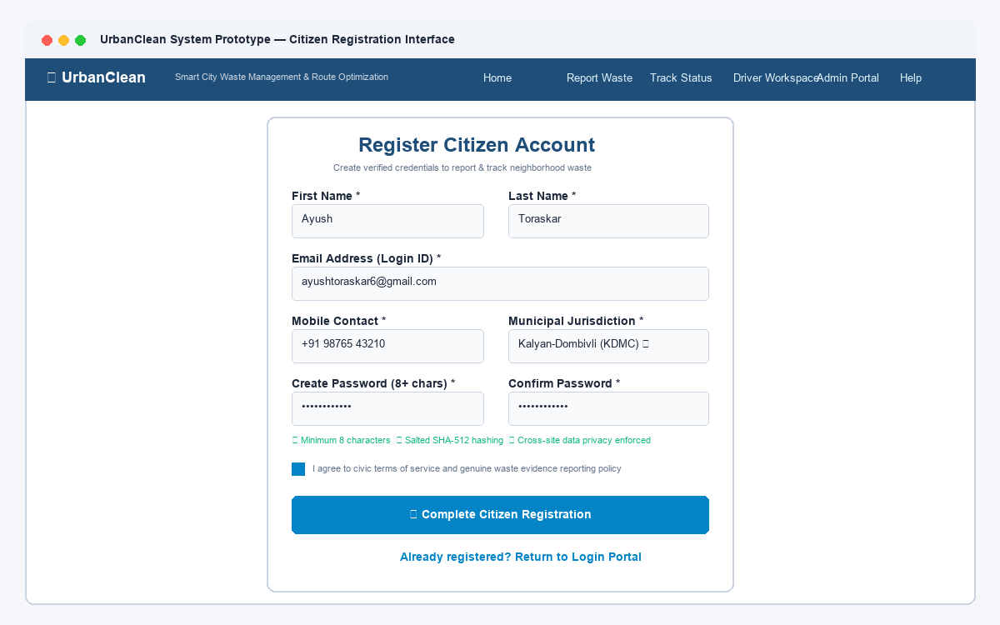 UrbanClean System Prototype — Citizen Registration Interface
UrbanClean Smart City Waste Management & Route Optimization Home Report Waste Track Status Driver Workspace Admin Portal Help
Register Citizen Account
Create verified credentials to report & track neighborhood waste
First Name * Last Name *
Ayush Toraskar
Email Address (Login ID) *
ayushtoraskar6@gmail.com
Mobile Contact * Municipal Jurisdiction *
+91 98765 43210 Kalyan-Dombivli (KDMC)
Create Password (8+ chars) * Confirm Password *
•••••••••••• ••••••••••••
Minimum 8 characters Salted SHA-512 hashing Cross-site data privacy enforced
I agree to civic terms of service and genuine waste evidence reporting policy
Complete Citizen Registration
Already registered? Return to Login Portal